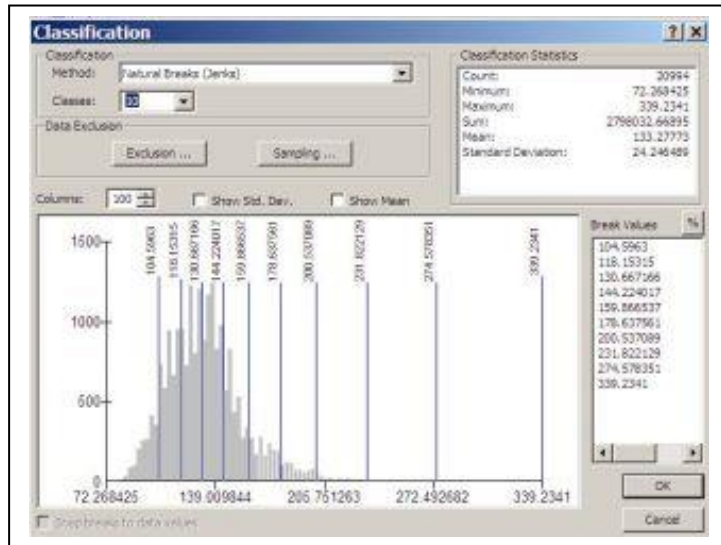 Classification
Classification
Method: Natural Breaks (Jenks)
Classes: 10
Data Exclusion
Exclusion ...
Sampling ...
Classification Statistics
Count: 20994
Minimum: 72.268425
Maximum: 339.2341
Sum: 2798032.66895
Mean: 133.27773
Standard Deviation: 24.246489
Columns: 100
Show Std. Dev.
Show Mean
%
Break Values
104.5963
118.15315
130.667166
144.224017
159.866537
178.637561
200.537089
231.822129
274.578351
339.2341
1500
1000
500
0
104.5963
118.15315
130.667166
144.224017
159.866537
178.637561
200.537089
231.822129
274.578351
339.2341
72.268425
139.009844
205.751263
272.492682
339.2341
Snap breaks to data values
OK
Cancel